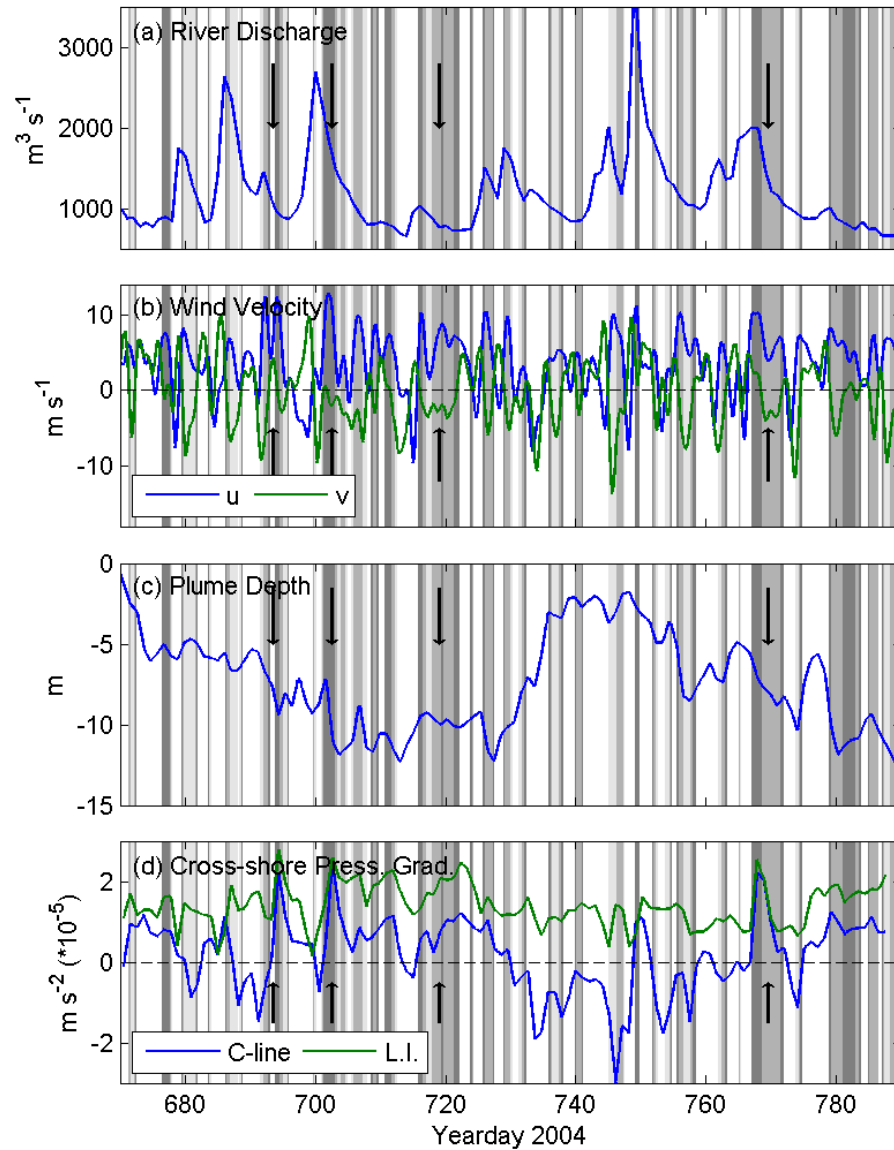 (a) River Discharge
3000
2000
1000
m³ s⁻¹
(b) Wind Velocity
10
0
-10
m s⁻¹
u v
(c) Plume Depth
0
-5
-10
-15
m
(d) Cross-shore Press. Grad.
2
0
-2
m s⁻² (*10⁻⁵)
C-line L.I.
680 700 720 740 760 780
Yearday 2004